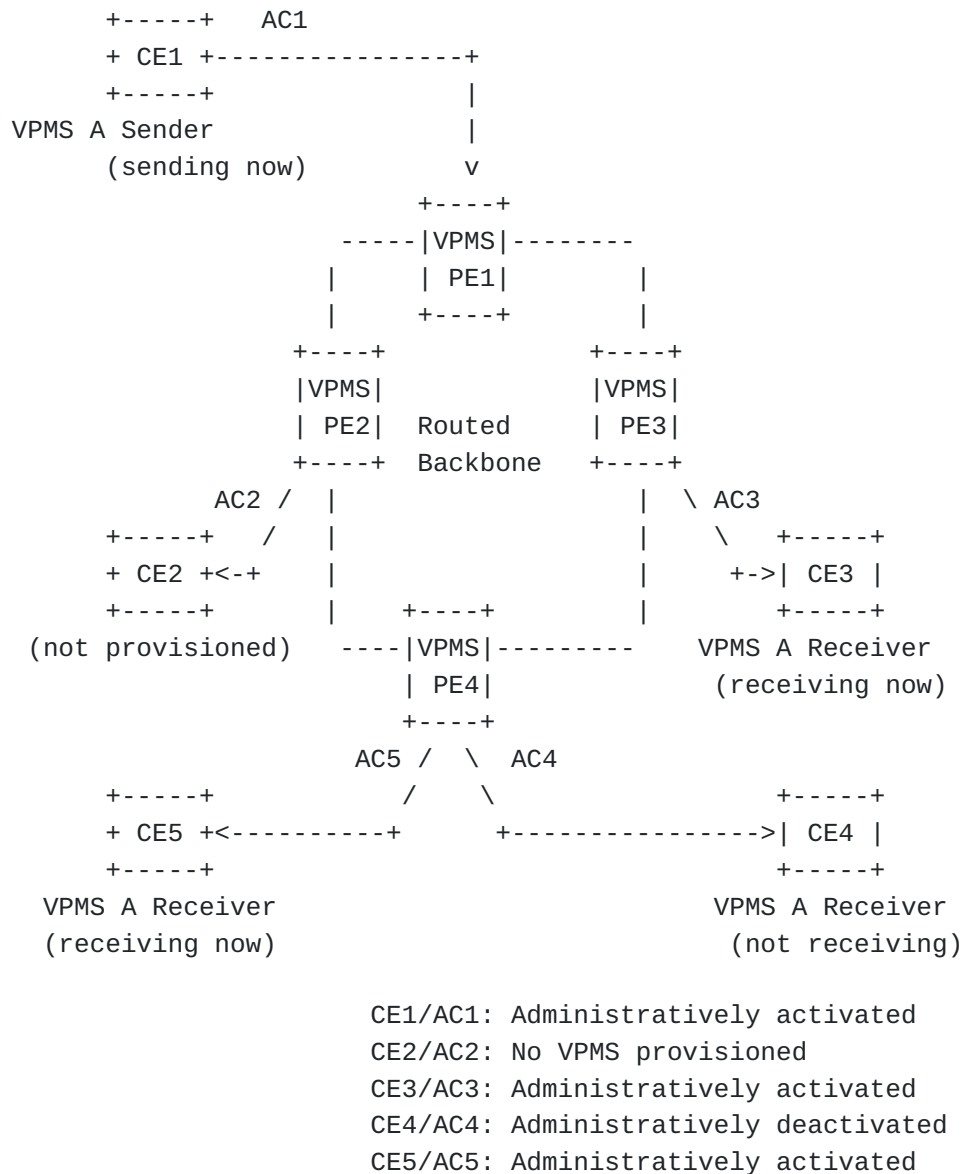 +-----+   AC1
+ CE1 +----------------+
+-----+                |
VPMS A Sender                |
(sending now)          v
+----+
-----|VPMS|--------
|     | PE1|        |
|     +----+        |
+----+             +----+
|VPMS|             |VPMS|
| PE2|  Routed     | PE3|
+----+  Backbone   +----+
AC2 /  |                   |  \ AC3
+-----+   /   |                   |    \   +-----+
+ CE2 +<-+    |                   |     +->| CE3 |
+-----+       |    +----+         |        +-----+
(not provisioned)   ----|VPMS|---------    VPMS A Receiver
| PE4|              (receiving now)
+----+
AC5 /  \  AC4
+-----+            /    \                  +-----+
+ CE5 +<----------+      +---------------->| CE4 |
+-----+                                    +-----+
VPMS A Receiver                            VPMS A Receiver
(receiving now)                             (not receiving)
CE1/AC1: Administratively activated
CE2/AC2: No VPMS provisioned
CE3/AC3: Administratively activated
CE4/AC4: Administratively deactivated
CE5/AC5: Administratively activated